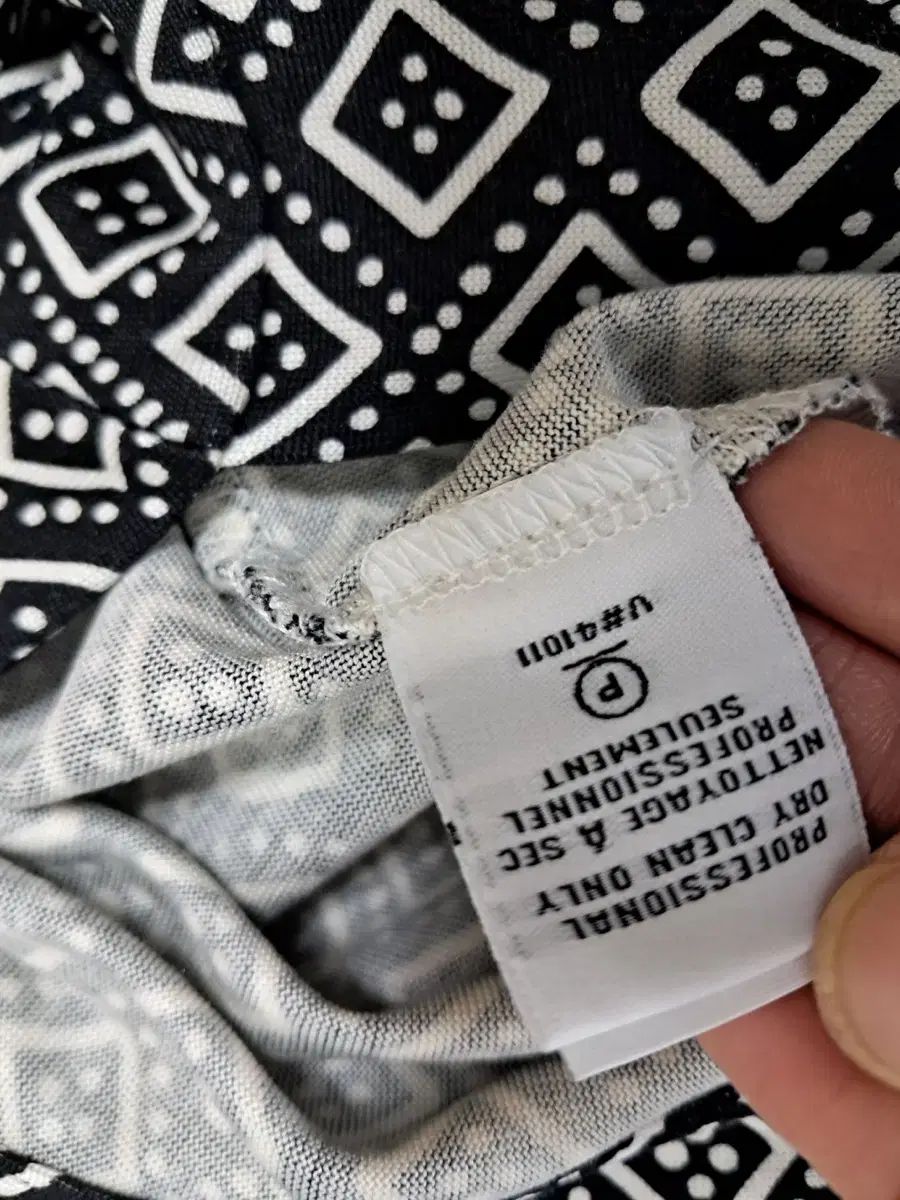 PROFESSIONAL
DRY CLEAN ONLY
NETTOYAGE À SEC
PROFESSIONNEL
SEULEMENT
P
U#41011